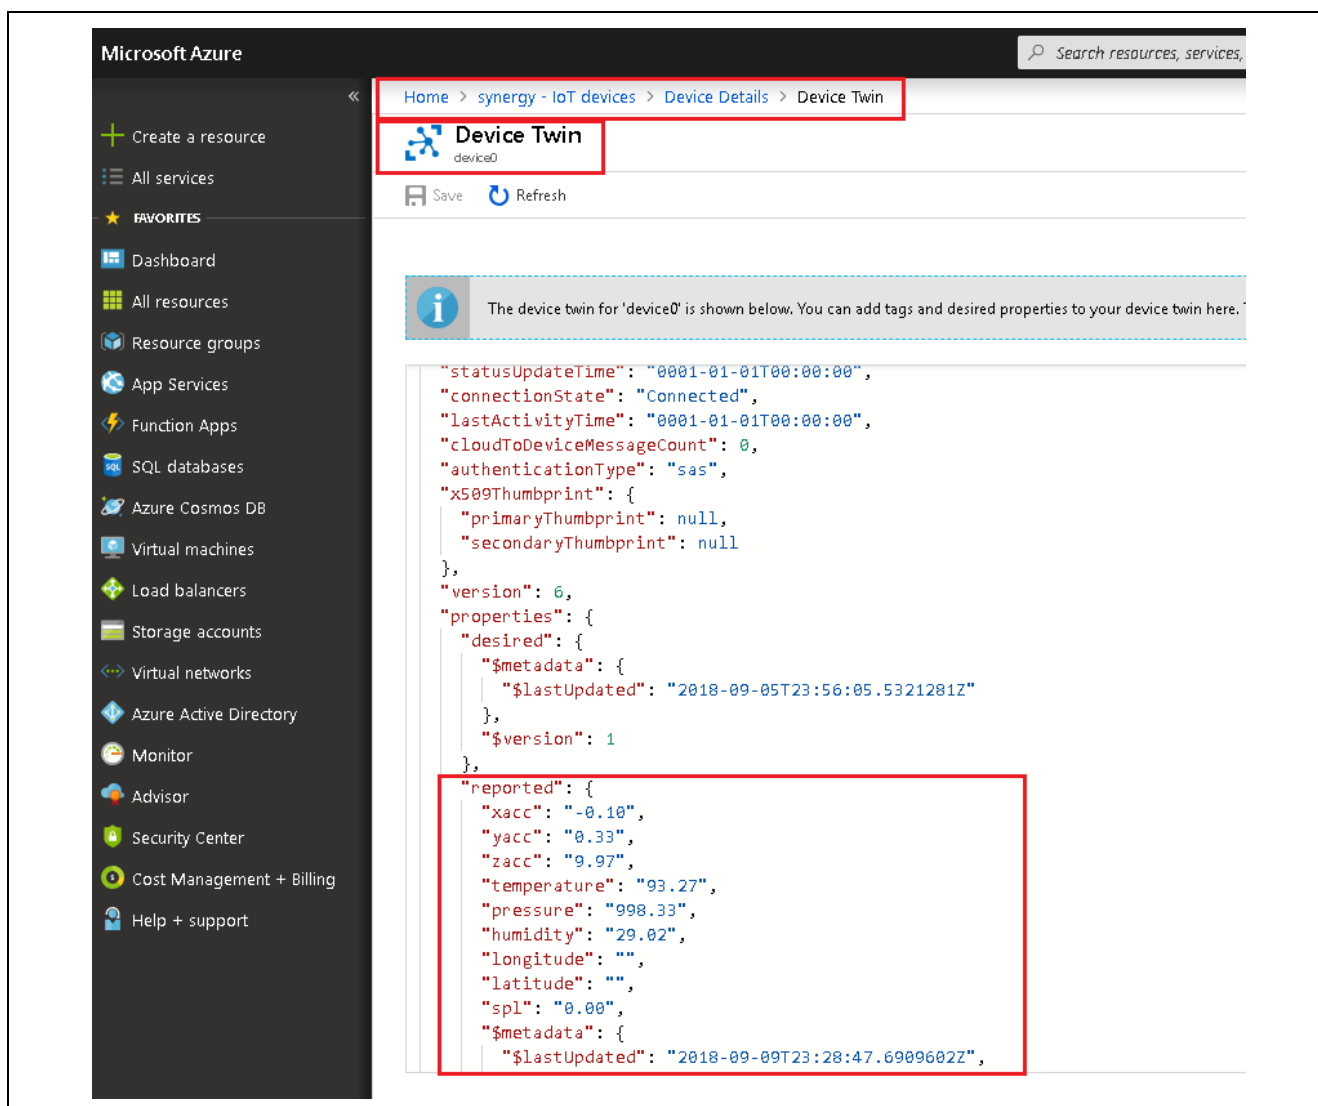 Microsoft Azure
Search resources, services,
«
Home > synergy - IoT devices > Device Details > Device Twin
Device Twin
device0
Save Refresh
Create a resource
All services
FAVORITES
Dashboard
All resources
Resource groups
App Services
Function Apps
SQL databases
Azure Cosmos DB
Virtual machines
Load balancers
Storage accounts
Virtual networks
Azure Active Directory
Monitor
Advisor
Security Center
Cost Management + Billing
Help + support
The device twin for 'device0' is shown below. You can add tags and desired properties to your device twin here.
"statusUpdateTime": "0001-01-01T00:00:00",
"connectionState": "Connected",
"lastActivityTime": "0001-01-01T00:00:00",
"cloudToDeviceMessageCount": 0,
"authenticationType": "sas",
"x509Thumbprint": {
"primaryThumbprint": null,
"secondaryThumbprint": null
},
"version": 6,
"properties": {
"desired": {
"$metadata": {
"$lastUpdated": "2018-09-05T23:56:05.5321281Z"
},
"$version": 1
},
"reported": {
"xacc": "-0.10",
"yacc": "0.33",
"zacc": "9.97",
"temperature": "93.27",
"pressure": "998.33",
"humidity": "29.02",
"longitude": "",
"latitude": "",
"spl": "0.00",
"$metadata": {
"$lastUpdated": "2018-09-09T23:28:47.6909602Z",